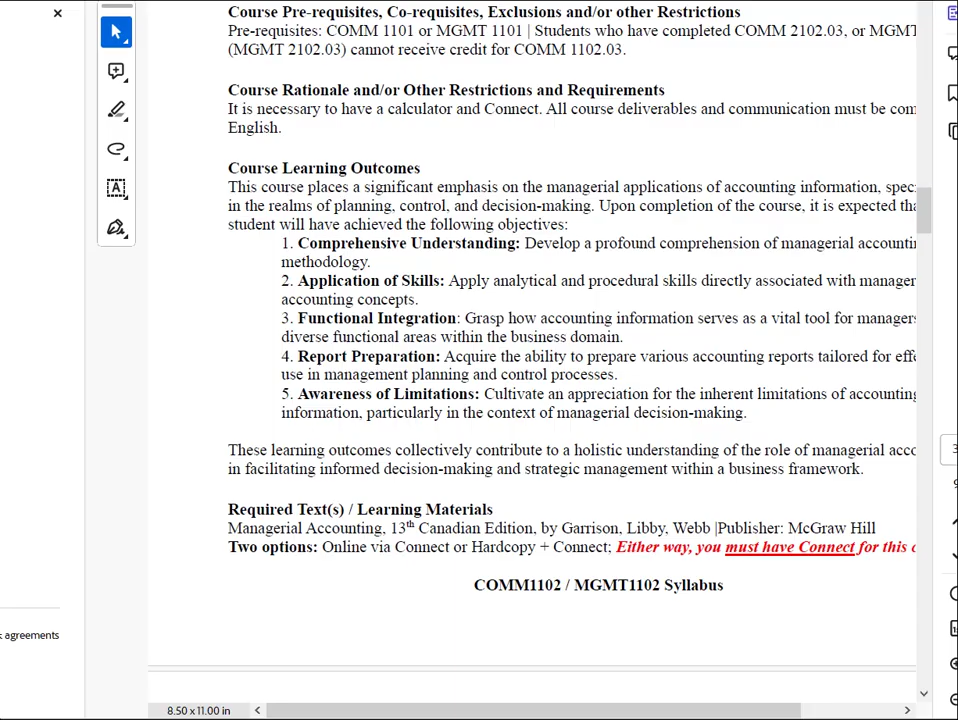 Course Pre-requisites, Co-requisites, Exclusions and/or other Restrictions
Pre-requisites: COMM 1101 or MGMT 1101 | Students who have completed COMM 2102.03, or MGMT
(MGMT 2102.03) cannot receive credit for COMM 1102.03.
Course Rationale and/or Other Restrictions and Requirements
It is necessary to have a calculator and Connect. All course deliverables and communication must be com
English.
Course Learning Outcomes
This course places a significant emphasis on the managerial applications of accounting information, spec
in the realms of planning, control, and decision-making. Upon completion of the course, it is expected tha
student will have achieved the following objectives:
1. Comprehensive Understanding: Develop a profound comprehension of managerial accounti
methodology.
2. Application of Skills: Apply analytical and procedural skills directly associated with manager
accounting concepts.
3. Functional Integration: Grasp how accounting information serves as a vital tool for managers
diverse functional areas within the business domain.
4. Report Preparation: Acquire the ability to prepare various accounting reports tailored for effe
use in management planning and control processes.
5. Awareness of Limitations: Cultivate an appreciation for the inherent limitations of accounting
information, particularly in the context of managerial decision-making.
These learning outcomes collectively contribute to a holistic understanding of the role of managerial acc
in facilitating informed decision-making and strategic management within a business framework.
Required Text(s) / Learning Materials
Managerial Accounting, 13th Canadian Edition, by Garrison, Libby, Webb |Publisher: McGraw Hill
Two options: Online via Connect or Hardcopy + Connect; Either way, you must have Connect for this c
COMM1102 / MGMT1102 Syllabus
agreements
8.50 x 11.00 in